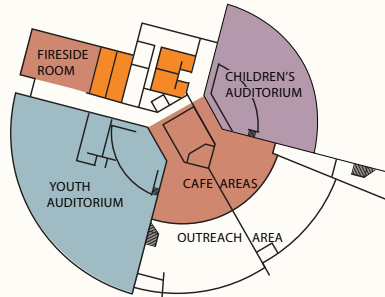 FIRESIDE
ROOM
CHILDREN'S
AUDITORIUM
YOUTH
AUDITORIUM
CAFE AREAS
OUTREACH AREA